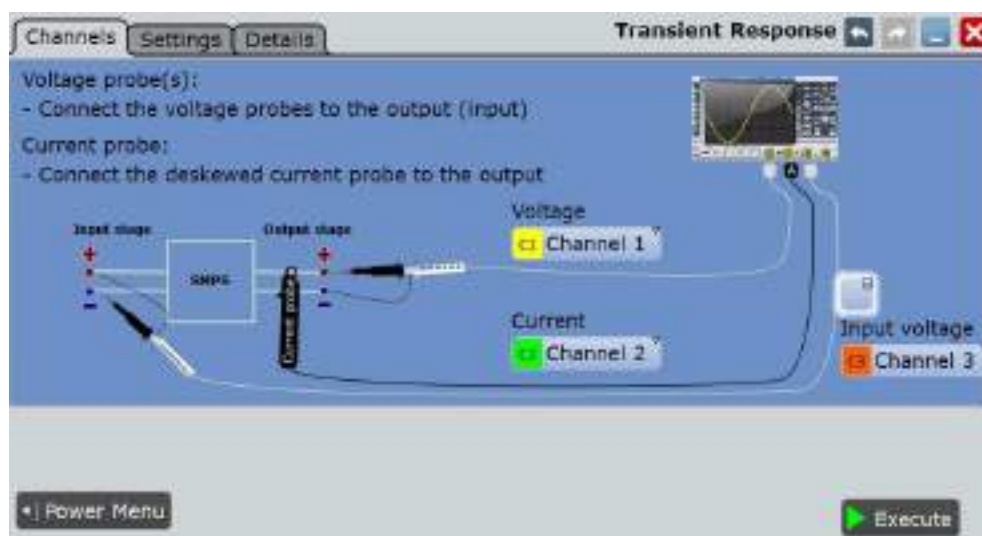 Channels Settings Details
Transient Response
Voltage probe(s):
- Connect the voltage probes to the output (input)
Current probe:
- Connect the deskewed current probe to the output
Input stage
Output stage
SMPS
Current probe
Voltage
C1 Channel 1
Current
C2 Channel 2
Input voltage
C3 Channel 3
Power Menu
Execute